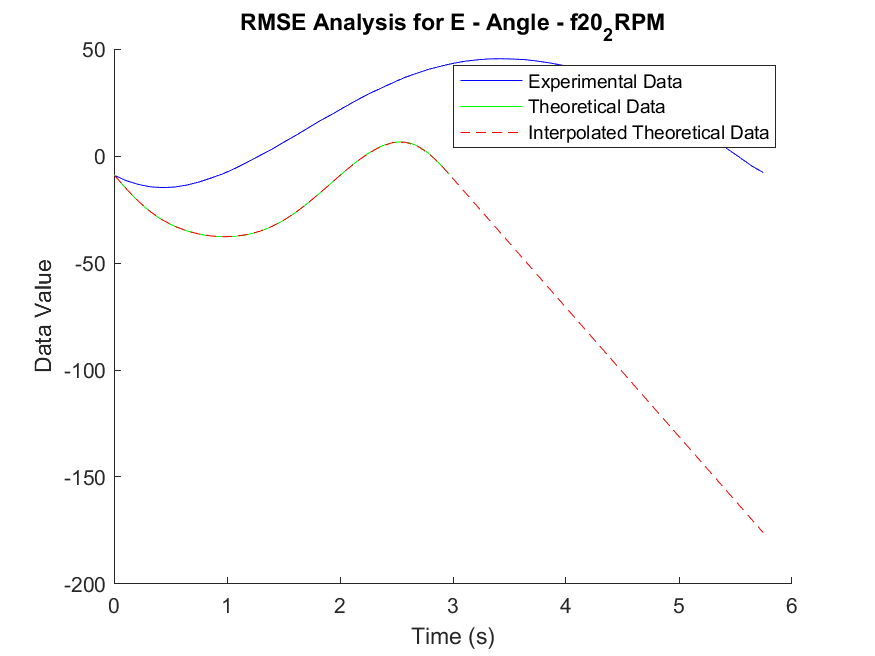 RMSE Analysis for E - Angle - f20₂RPM
50
0
-50
-100
-150
-200
Data Value
Experimental Data
Theoretical Data
Interpolated Theoretical Data
0 1 2 3 4 5 6
Time (s)